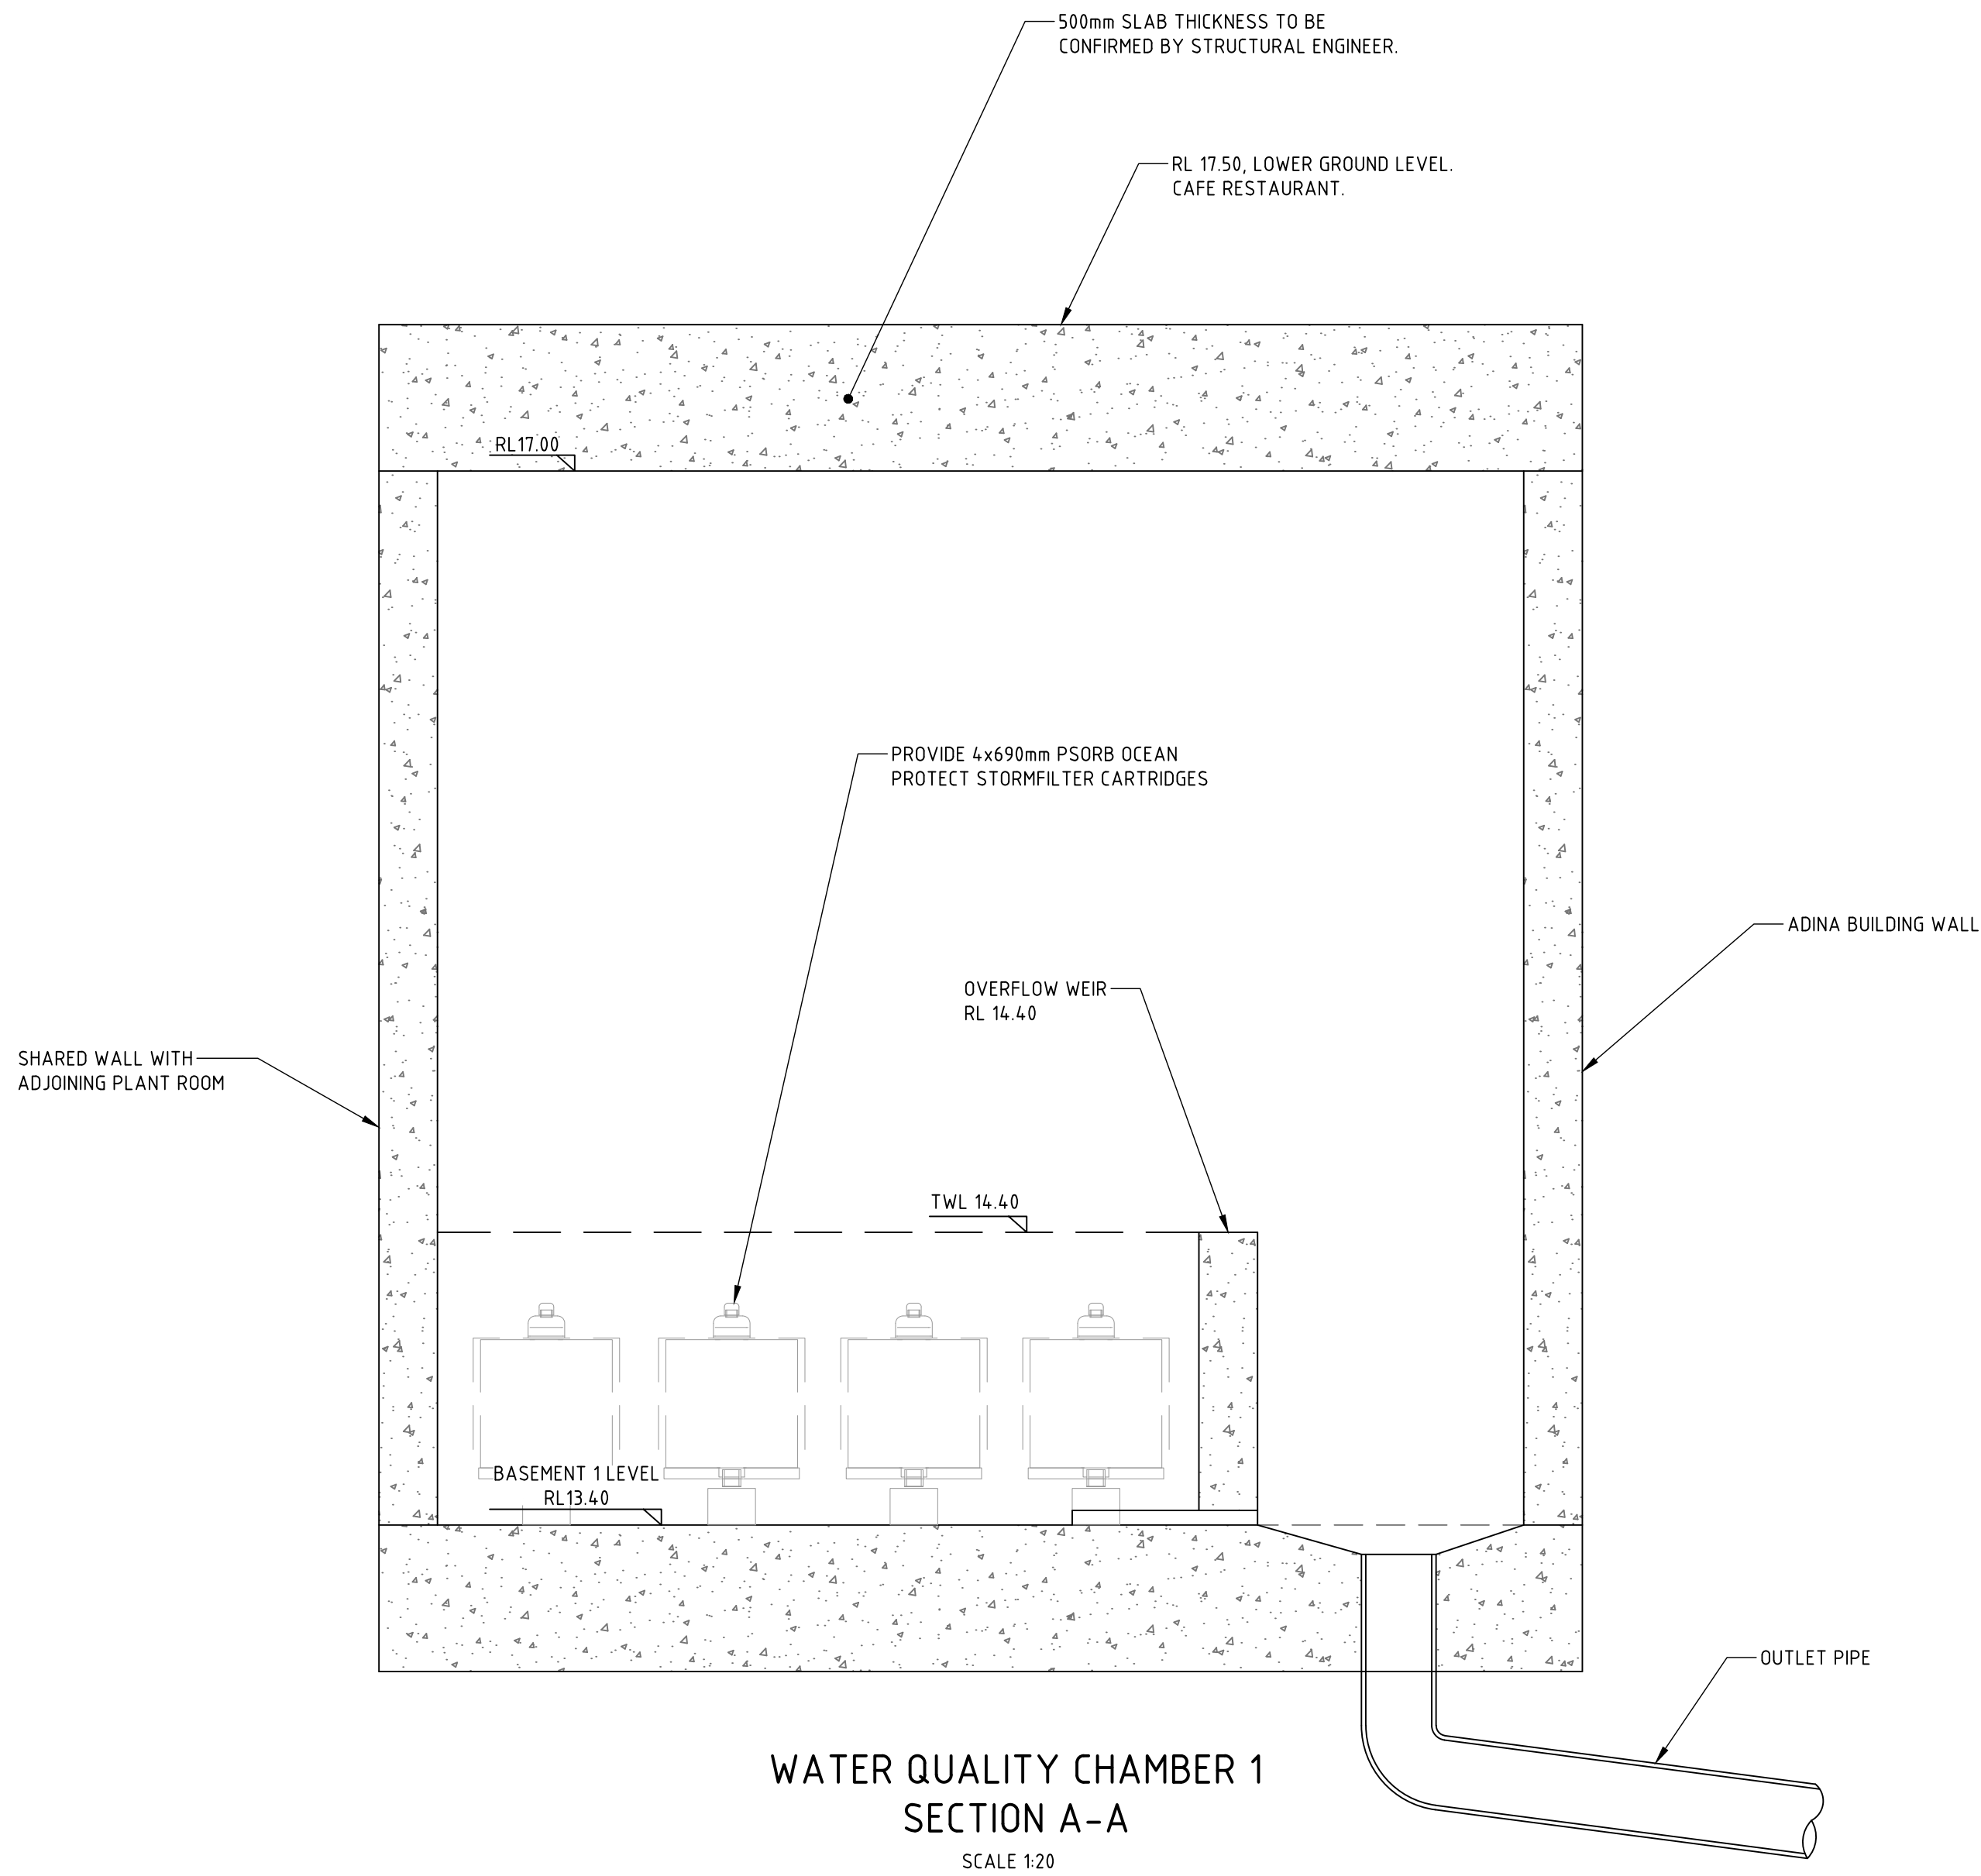 500mm SLAB THICKNESS TO BE
CONFIRMED BY STRUCTURAL ENGINEER.
RL 17.50, LOWER GROUND LEVEL.
CAFE RESTAURANT.
RL17.00
PROVIDE 4x690mm PSORB OCEAN
PROTECT STORMFILTER CARTRIDGES
ADINA BUILDING WALL
OVERFLOW WEIR
RL 14.40
SHARED WALL WITH
ADJOINING PLANT ROOM
TWL 14.40
BASEMENT 1 LEVEL
RL13.40
OUTLET PIPE
WATER QUALITY CHAMBER 1
SECTION A-A
SCALE 1:20